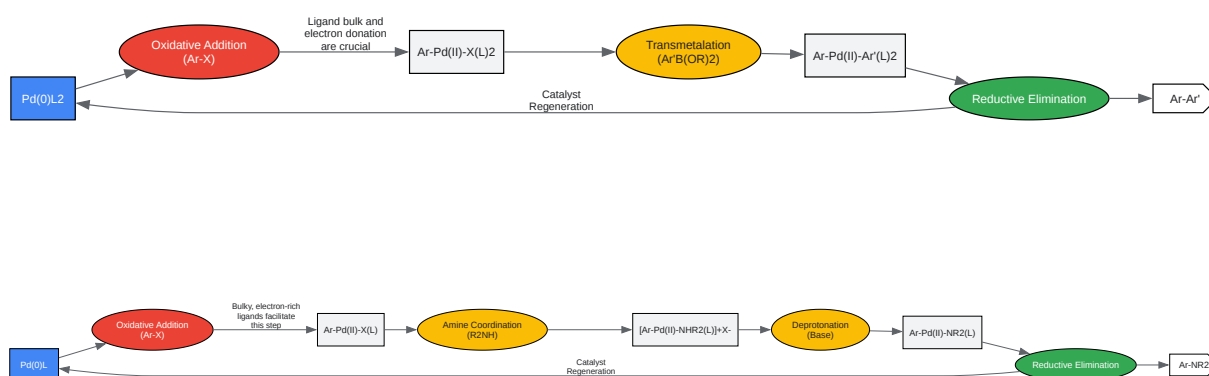 Pd(0)L2
Oxidative Addition
(Ar-X)
Ligand bulk and
electron donation
are crucial
Ar-Pd(II)-X(L)2
Transmetalation
(Ar'B(OR)2)
Ar-Pd(II)-Ar'(L)2
Reductive Elimination
Ar-Ar'
Catalyst
Regeneration
Pd(0)L
Oxidative Addition
(Ar-X)
Bulky, electron-rich
ligands facilitate
this step
Ar-Pd(II)-X(L)
Amine Coordination
(R2NH)
[Ar-Pd(II)-NHR2(L)]+X-
Deprotonation
(Base)
Ar-Pd(II)-NR2(L)
Reductive Elimination
Ar-NR2
Catalyst
Regeneration